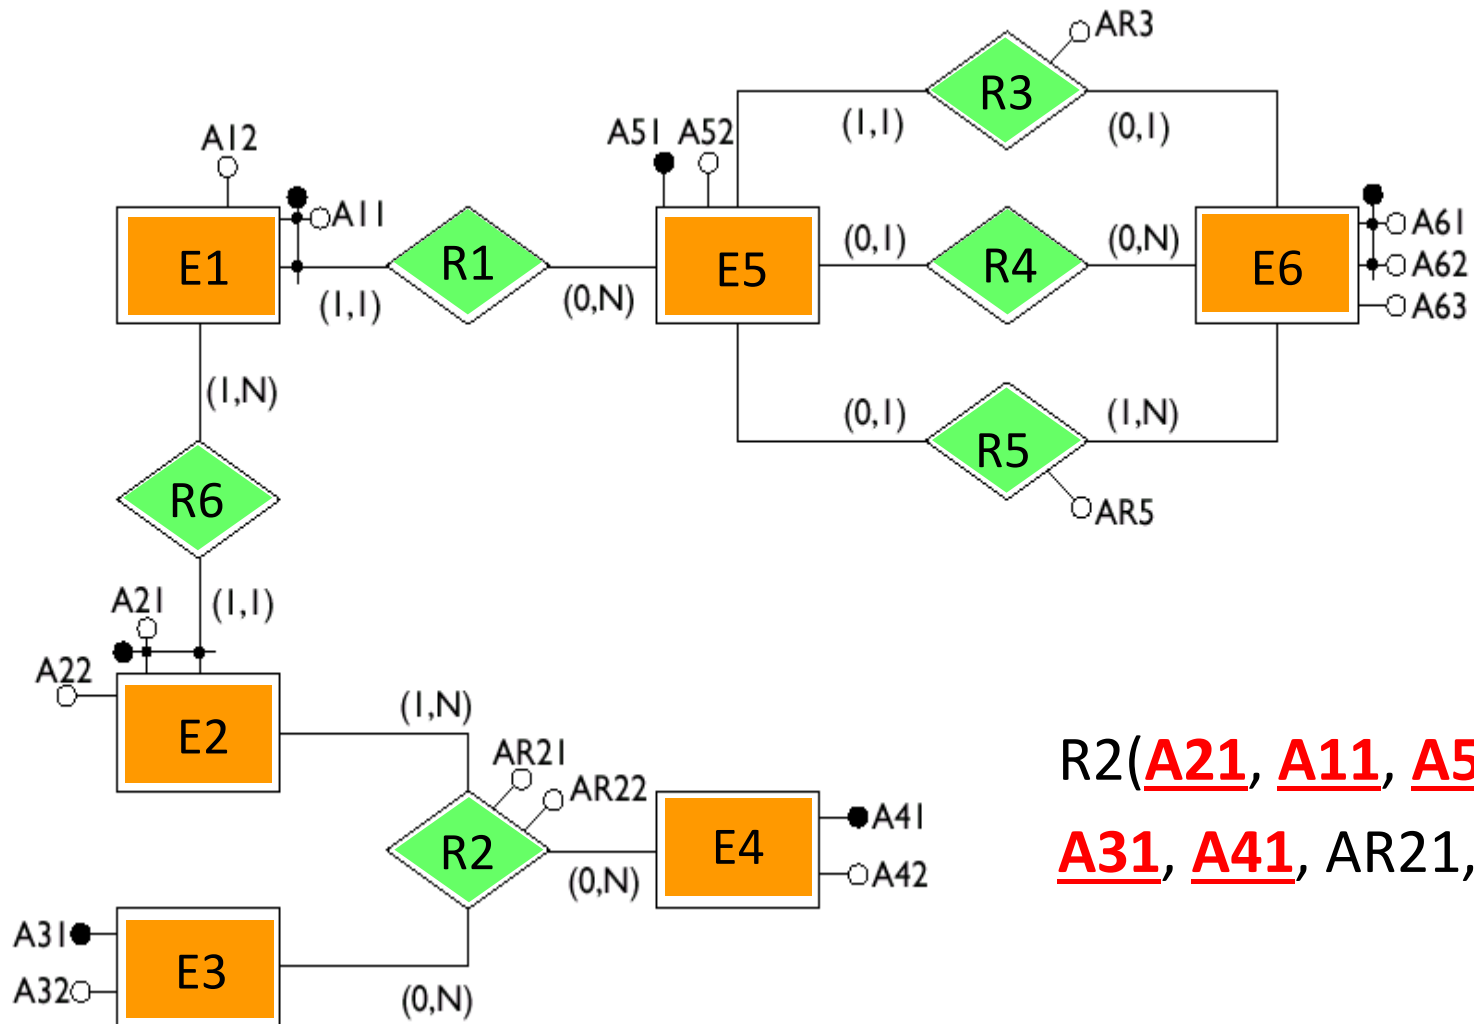 AR3
R3
(1,1)
(0,1)
A12
A51 A52
A11
E1
R1
E5
(0,1)
R4
(0,N)
E6
A61
A62
A63
(1,1)
(0,N)
(1,N)
(0,1)
(1,N)
R5
AR5
R6
A21
(1,1)
A22
E2
(1,N)
AR21
AR22
R2
(0,N)
E4
A41
A42
A31
A32
E3
(0,N)
R2(A21, A11, A5
A31, A41, AR21,